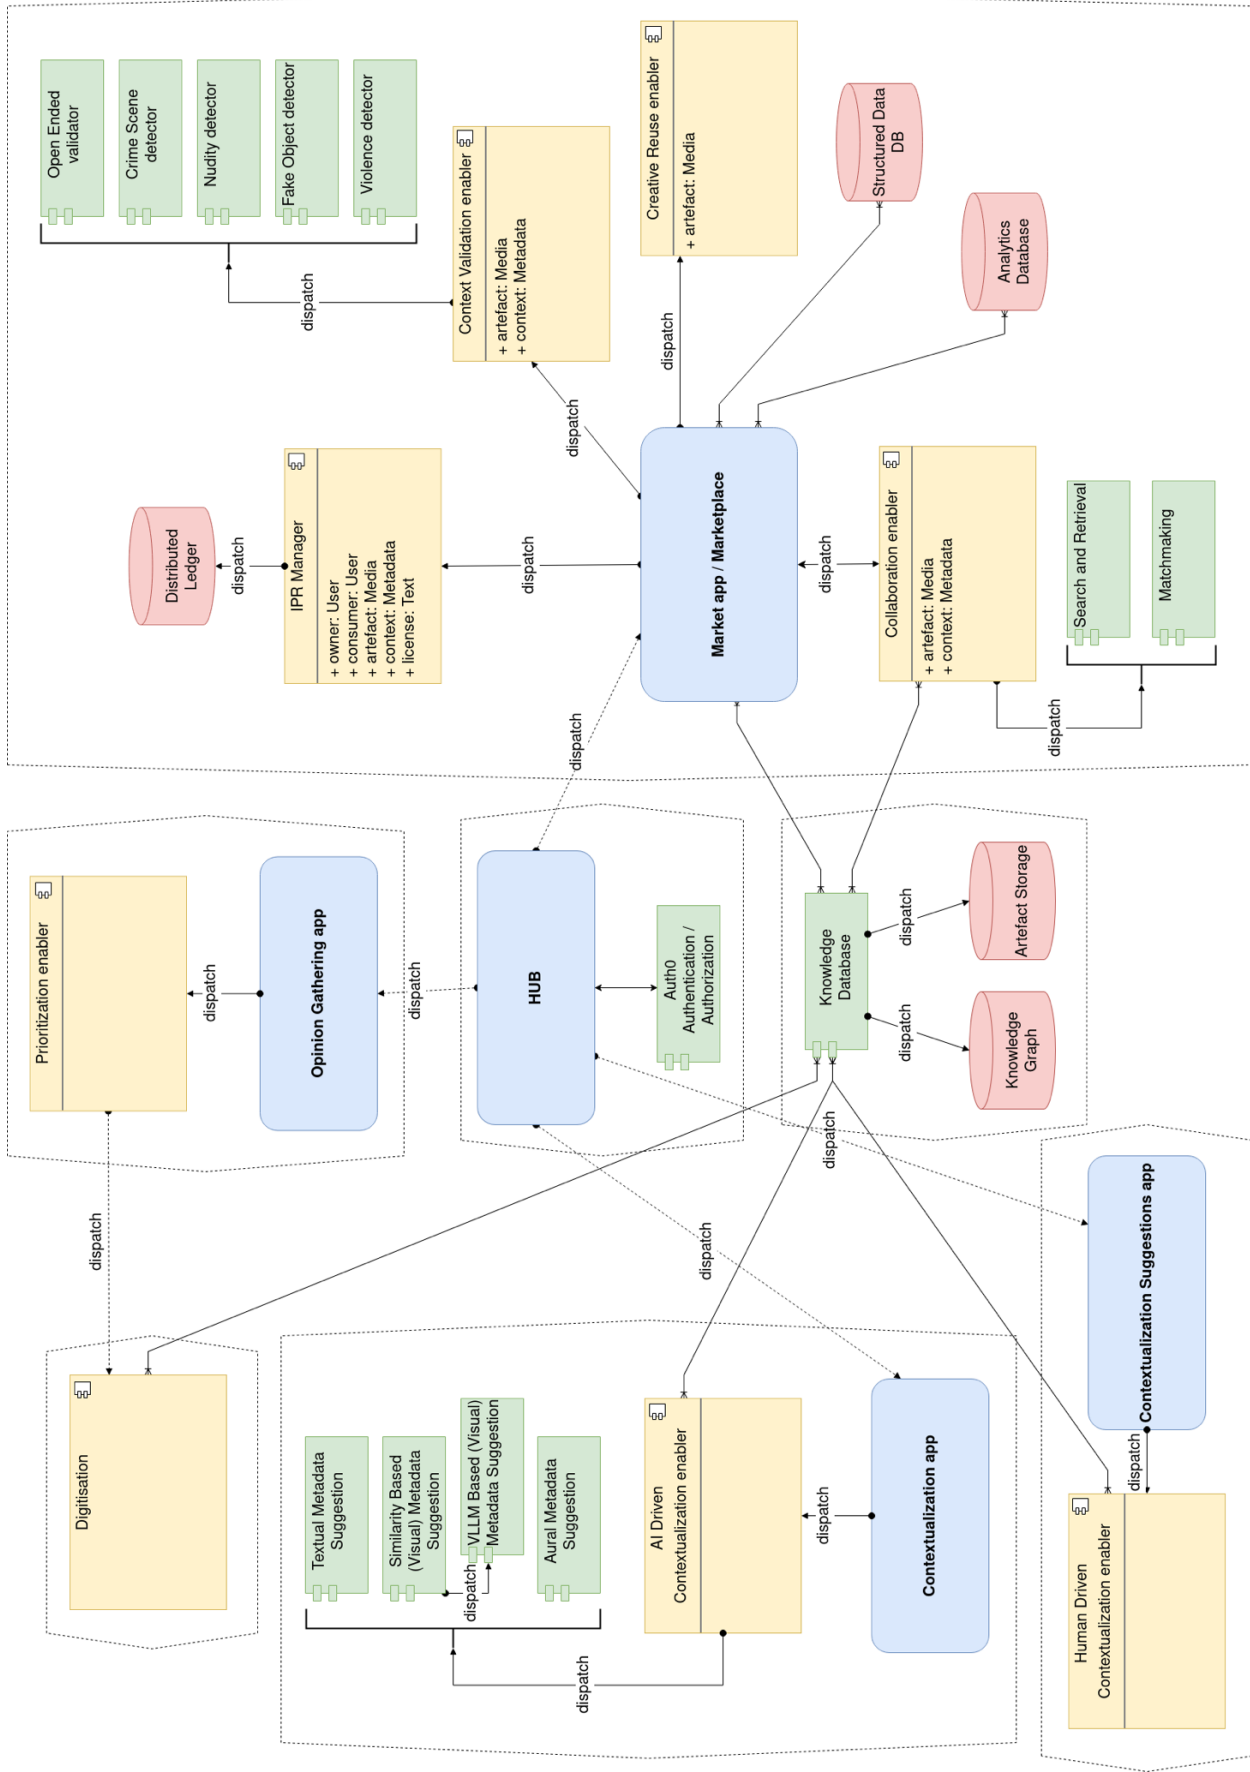 Digitisation
dispatch
Prioritization enabler
dispatch
Opinion Gathering app
dispatch
HUB
Auth0
Authentication /
Authorization
dispatch
dispatch
Textual Metadata
Suggestion
Similarity Based
(Visual) Metadata
Suggestion
dispatch
VLLM Based (Visual)
Metadata Suggestion
Aural Metadata
Suggestion
dispatch
AI Driven
Contextualization enabler
dispatch
Contextualization app
Human Driven
Contextualization enabler
dispatch
Contextualization Suggestions app
dispatch
Knowledge
Database
dispatch
dispatch
Knowledge
Graph
Artefact Storage
Open Ended
validator
Crime Scene
detector
Nudity detector
Fake Object detector
Violence detector
dispatch
Context Validation enabler
+ artefact: Media
+ context: Metadata
dispatch
Distributed
Ledger
dispatch
IPR Manager
+ owner: User
+ consumer: User
+ artefact: Media
+ context: Metadata
+ license: Text
dispatch
Creative Reuse enabler
+ artefact: Media
dispatch
Market app / Marketplace
Structured Data
DB
Analytics
Database
dispatch
Collaboration enabler
+ artefact: Media
+ context: Metadata
dispatch
Search and Retrieval
Matchmaking